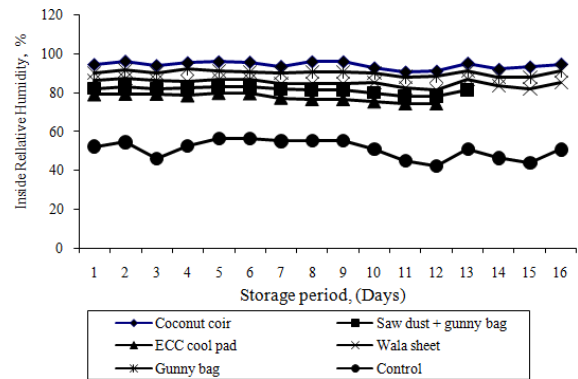 Inside Rellative Humidity, %
120
100
80
60
40
20
0
1 2 3 4 5 6 7 8 9 10 11 12 13 14 15 16
Storage period, (Days)
Coconut coir
Saw dust + gunny bag
ECC cool pad
Wala sheet
Gunny bag
Control